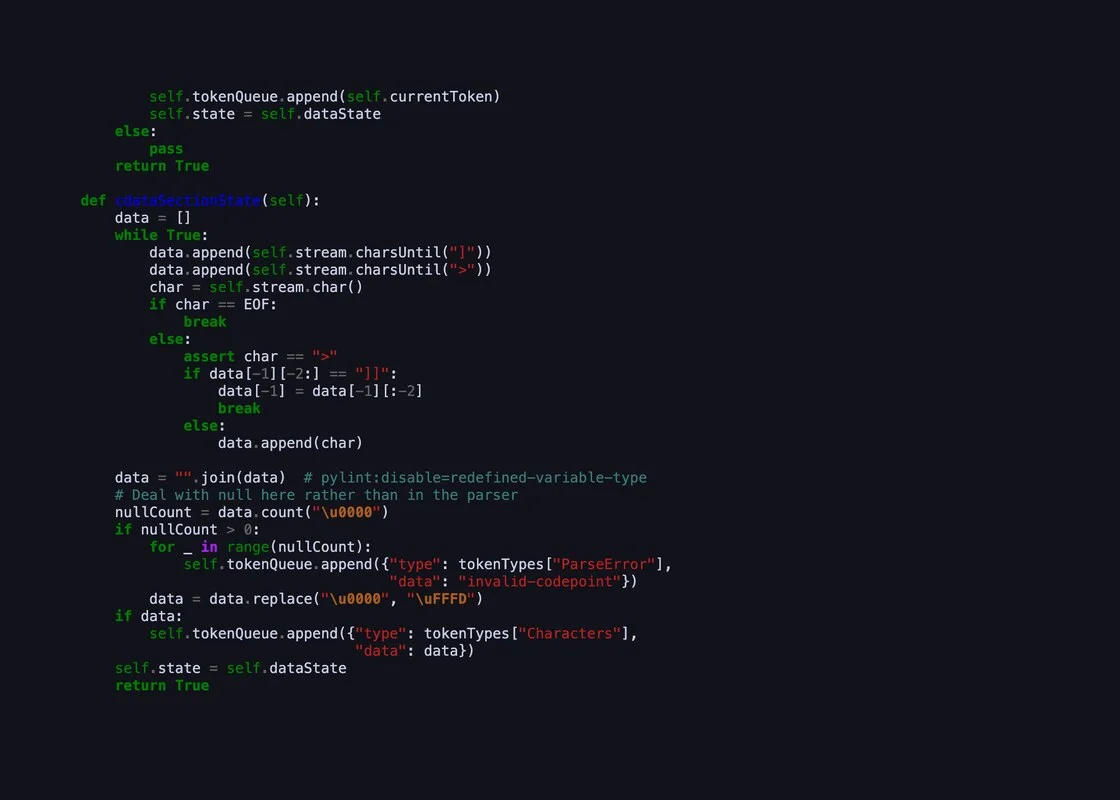 self.tokenQueue.append(self.currentToken)
            self.state = self.dataState
        else:
            pass
        return True

    def cdataSectionState(self):
        data = []
        while True:
            data.append(self.stream.charsUntil("]"))
            data.append(self.stream.charsUntil(">"))
            char = self.stream.char()
            if char == EOF:
                break
            else:
                assert char == ">"
                if data[-1][-2:] == "]]":
                    data[-1] = data[-1][:-2]
                    break
                else:
                    data.append(char)

        data = "".join(data)  # pylint:disable=redefined-variable-type
        # Deal with null here rather than in the parser
        nullCount = data.count("\u0000")
        if nullCount > 0:
            for _ in range(nullCount):
                self.tokenQueue.append({"type": tokenTypes["ParseError"],
                                        "data": "invalid-codepoint"})
            data = data.replace("\u0000", "\uFFFD")
        if data:
            self.tokenQueue.append({"type": tokenTypes["Characters"],
                                    "data": data})
        self.state = self.dataState
        return True